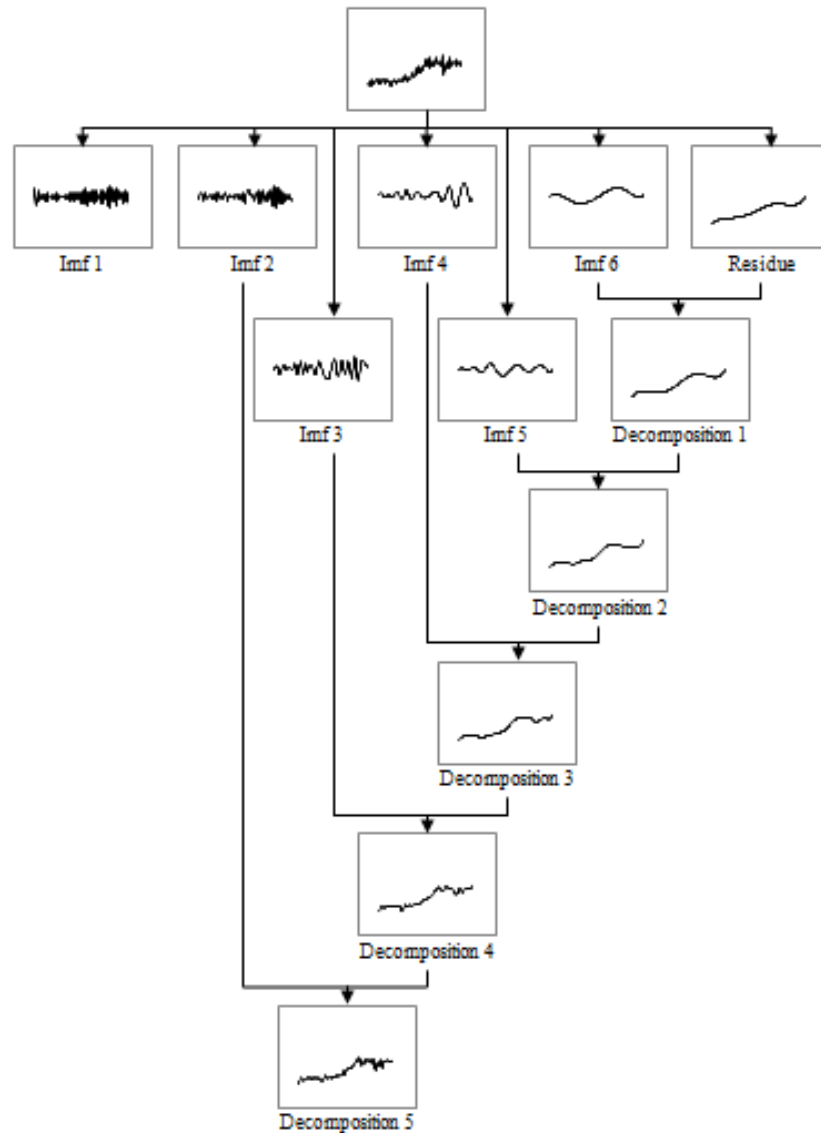 Imf 1
Imf 2
Imf 4
Imf 6
Residue
Imf 3
Imf 5
Decomposition 1
Decomposition 2
Decomposition 3
Decomposition 4
Decomposition 5